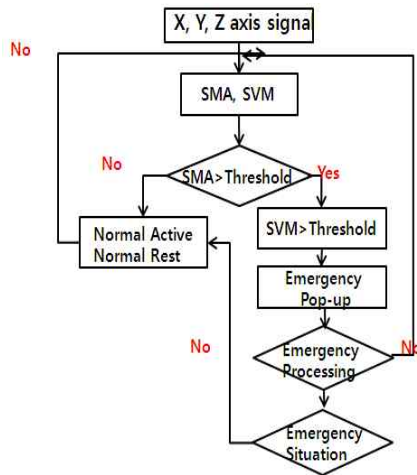 X, Y, Z axis signa
No
SMA, SVM
No
SMA>Threshold
Yes
SVM>Threshold
Normal Active
Normal Rest
Emergency
Pop-up
No
Emergency
Processing
No
Emergency
Situation